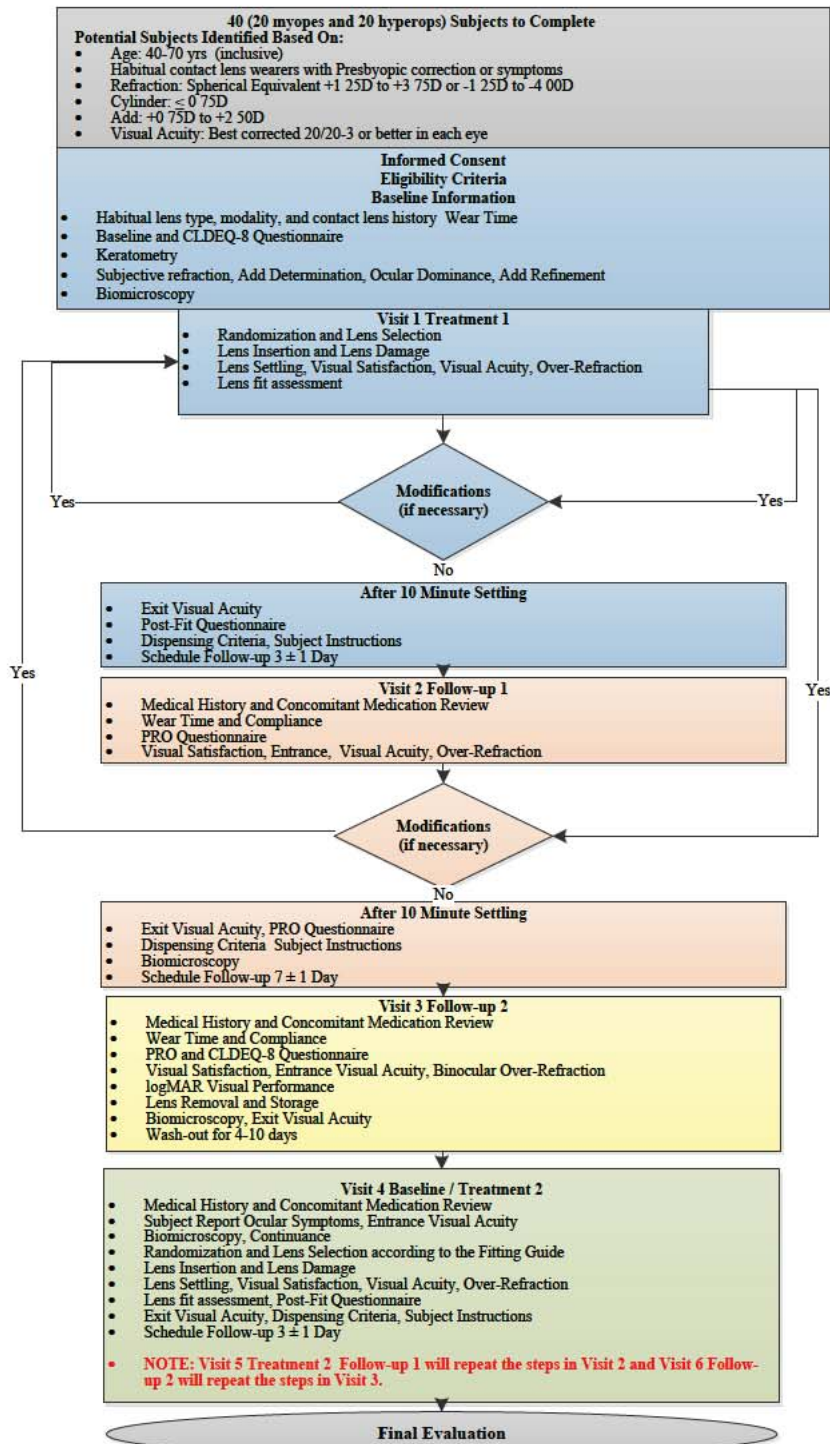 40 (20 myopes and 20 hyperops) Subjects to Complete
Potential Subjects Identified Based On:
• Age: 40-70 yrs (inclusive)
• Habitual contact lens wearers with Presbyopic correction or symptoms
• Refraction: Spherical Equivalent +1 25D to +3 75D or -1 25D to -4 00D
• Cylinder: ≤ 0 75D
• Add: +0 75D to +2 50D
• Visual Acuity: Best corrected 20/20-3 or better in each eye
Informed Consent
Eligibility Criteria
Baseline Information
• Habitual lens type, modality, and contact lens history Wear Time
• Baseline and CLDEQ-8 Questionnaire
• Keratometry
• Subjective refraction, Add Determination, Ocular Dominance, Add Refinement
• Biomicroscopy
Visit 1 Treatment 1
• Randomization and Lens Selection
• Lens Insertion and Lens Damage
• Lens Settling, Visual Satisfaction, Visual Acuity, Over-Refraction
• Lens fit assessment
Yes
Modifications
(if necessary)
Yes
No
After 10 Minute Settling
• Exit Visual Acuity
• Post-Fit Questionnaire
• Dispensing Criteria, Subject Instructions
• Schedule Follow-up 3 ± 1 Day
Yes
Yes
Visit 2 Follow-up 1
• Medical History and Concomitant Medication Review
• Wear Time and Compliance
• PRO Questionnaire
• Visual Satisfaction, Entrance, Visual Acuity, Over-Refraction
Modifications
(if necessary)
No
After 10 Minute Settling
• Exit Visual Acuity, PRO Questionnaire
• Dispensing Criteria Subject Instructions
• Biomicroscopy
• Schedule Follow-up 7 ± 1 Day
Visit 3 Follow-up 2
• Medical History and Concomitant Medication Review
• Wear Time and Compliance
• PRO and CLDEQ-8 Questionnaire
• Visual Satisfaction, Entrance Visual Acuity, Binocular Over-Refraction
• logMAR Visual Performance
• Lens Removal and Storage
• Biomicroscopy, Exit Visual Acuity
• Wash-out for 4-10 days
Visit 4 Baseline / Treatment 2
• Medical History and Concomitant Medication Review
• Subject Report Ocular Symptoms, Entrance Visual Acuity
• Biomicroscopy, Continuance
• Randomization and Lens Selection according to the Fitting Guide
• Lens Insertion and Lens Damage
• Lens Settling, Visual Satisfaction, Visual Acuity, Over-Refraction
• Lens fit assessment, Post-Fit Questionnaire
• Exit Visual Acuity, Dispensing Criteria, Subject Instructions
• Schedule Follow-up 3 ± 1 Day
• NOTE: Visit 5 Treatment 2 Follow-up 1 will repeat the steps in Visit 2 and Visit 6 Follow-
up 2 will repeat the steps in Visit 3.
Final Evaluation